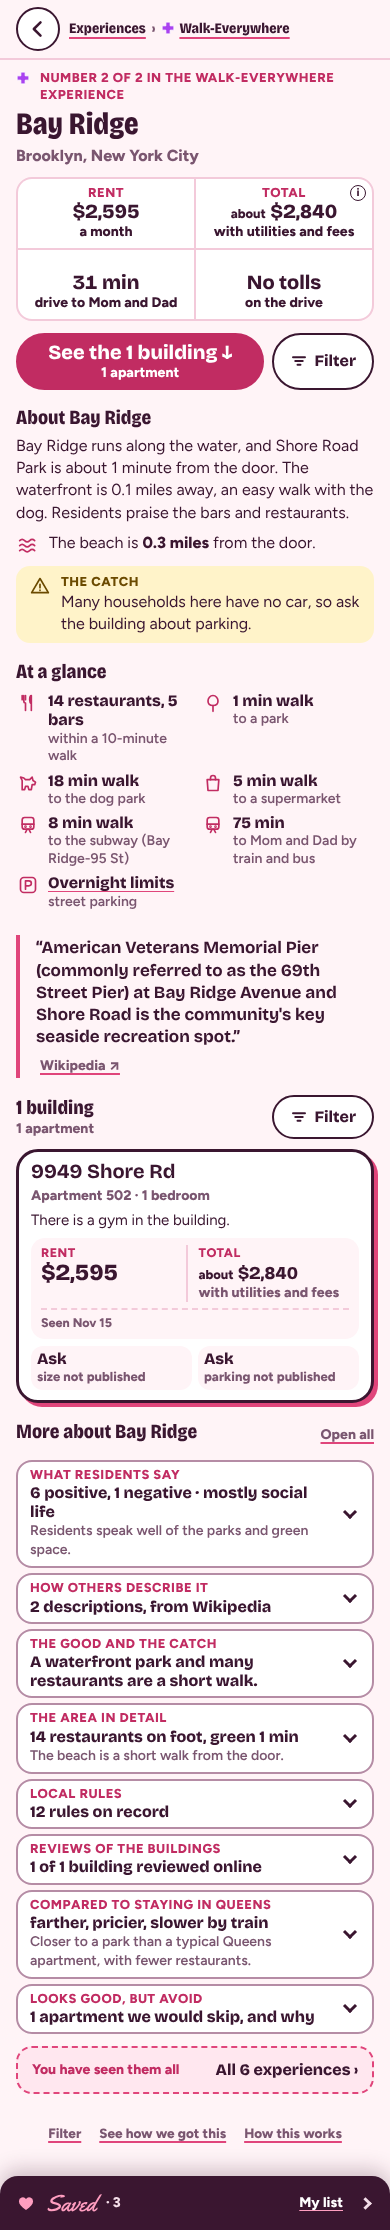 Experiences › Walk-Everywhere
NUMBER 2 OF 2 IN THE WALK-EVERYWHERE
EXPERIENCE
Bay Ridge
Brooklyn, New York City
RENT
$2,595
a month
TOTAL
about $2,840
with utilities and fees
31 min
drive to Mom and Dad
No tolls
on the drive
See the 1 building ↓
1 apartment
Filter
About Bay Ridge
Bay Ridge runs along the water, and Shore Road
Park is about 1 minute from the door. The
waterfront is 0.1 miles away, an easy walk with the
dog. Residents praise the bars and restaurants.
The beach is 0.3 miles from the door.
THE CATCH
Many households here have no car, so ask
the building about parking.
At a glance
14 restaurants, 5
bars
within a 10-minute
walk
1 min walk
to a park
18 min walk
to the dog park
5 min walk
to a supermarket
8 min walk
to the subway (Bay
Ridge-95 St)
75 min
to Mom and Dad by
train and bus
Overnight limits
street parking
“American Veterans Memorial Pier
(commonly referred to as the 69th
Street Pier) at Bay Ridge Avenue and
Shore Road is the community's key
seaside recreation spot.”
Wikipedia ↗
1 building
1 apartment
Filter
9949 Shore Rd
Apartment 502 · 1 bedroom
There is a gym in the building.
RENT
$2,595
TOTAL
about $2,840
with utilities and fees
Seen Nov 15
Ask
size not published
Ask
parking not published
More about Bay Ridge
Open all
WHAT RESIDENTS SAY
6 positive, 1 negative · mostly social
life
Residents speak well of the parks and green
space.
HOW OTHERS DESCRIBE IT
2 descriptions, from Wikipedia
THE GOOD AND THE CATCH
A waterfront park and many
restaurants are a short walk.
THE AREA IN DETAIL
14 restaurants on foot, green 1 min
The beach is a short walk from the door.
LOCAL RULES
12 rules on record
REVIEWS OF THE BUILDINGS
1 of 1 building reviewed online
COMPARED TO STAYING IN QUEENS
farther, pricier, slower by train
Closer to a park than a typical Queens
apartment, with fewer restaurants.
LOOKS GOOD, BUT AVOID
1 apartment we would skip, and why
You have seen them all
All 6 experiences ›
Filter
See how we got this
How this works
Saved · 3
My list